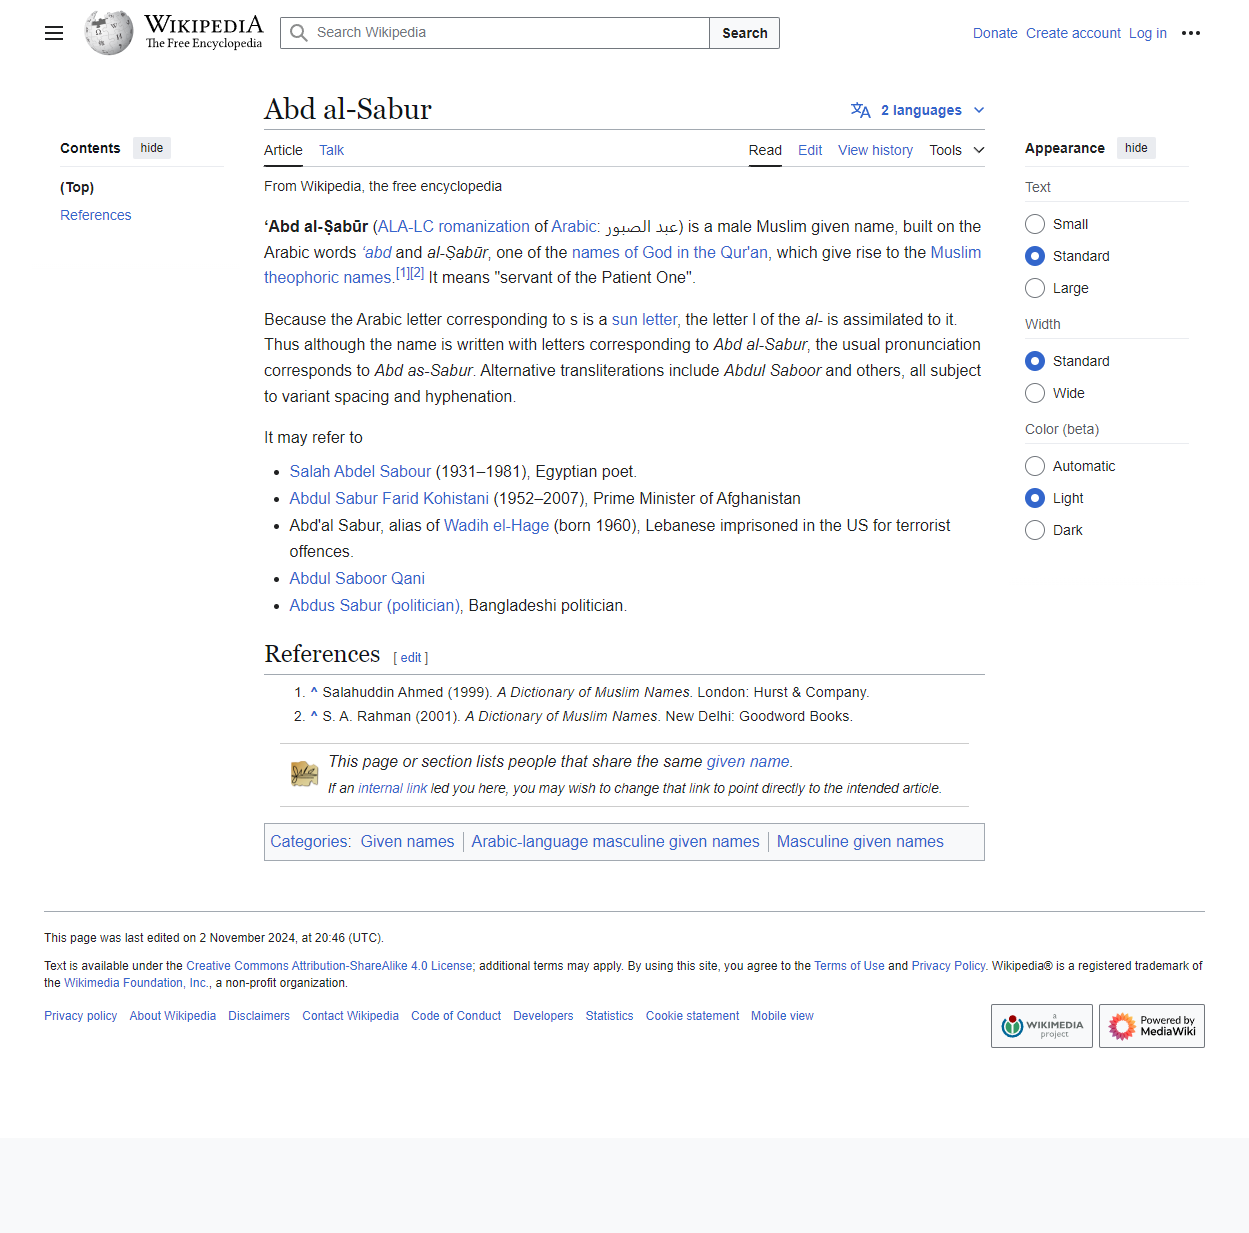 WIKIPEDIA
The Free Encyclopedia
Search Wikipedia
Search
Donate
Create account
Log in
Contents
hide
(Top)
References
Abd al-Sabur
2 languages
Article
Talk
Read
Edit
View history
Tools
From Wikipedia, the free encyclopedia
ʻAbd al-Ṣabūr (ALA-LC romanization of Arabic: عبد الصبور) is a male Muslim given name, built on the
Arabic words ʻabd and al-Ṣabūr, one of the names of God in the Qur'an, which give rise to the Muslim
theophoric names.[1][2] It means "servant of the Patient One".
Because the Arabic letter corresponding to s is a sun letter, the letter l of the al- is assimilated to it.
Thus although the name is written with letters corresponding to Abd al-Sabur, the usual pronunciation
corresponds to Abd as-Sabur. Alternative transliterations include Abdul Saboor and others, all subject
to variant spacing and hyphenation.
It may refer to
• Salah Abdel Sabour (1931–1981), Egyptian poet.
• Abdul Sabur Farid Kohistani (1952–2007), Prime Minister of Afghanistan
• Abd'al Sabur, alias of Wadih el-Hage (born 1960), Lebanese imprisoned in the US for terrorist
offences.
• Abdul Saboor Qani
• Abdus Sabur (politician), Bangladeshi politician.
References [ edit ]
1. ^ Salahuddin Ahmed (1999). A Dictionary of Muslim Names. London: Hurst & Company.
2. ^ S. A. Rahman (2001). A Dictionary of Muslim Names. New Delhi: Goodword Books.
This page or section lists people that share the same given name.
If an internal link led you here, you may wish to change that link to point directly to the intended article.
Categories: Given names | Arabic-language masculine given names | Masculine given names
Appearance
hide
Text
Small
Standard
Large
Width
Standard
Wide
Color (beta)
Automatic
Light
Dark
This page was last edited on 2 November 2024, at 20:46 (UTC).
Text is available under the Creative Commons Attribution-ShareAlike 4.0 License; additional terms may apply. By using this site, you agree to the Terms of Use and Privacy Policy. Wikipedia® is a registered trademark of
the Wikimedia Foundation, Inc., a non-profit organization.
Privacy policy
About Wikipedia
Disclaimers
Contact Wikipedia
Code of Conduct
Developers
Statistics
Cookie statement
Mobile view
a
WIKIMEDIA
project
Powered by
MediaWiki